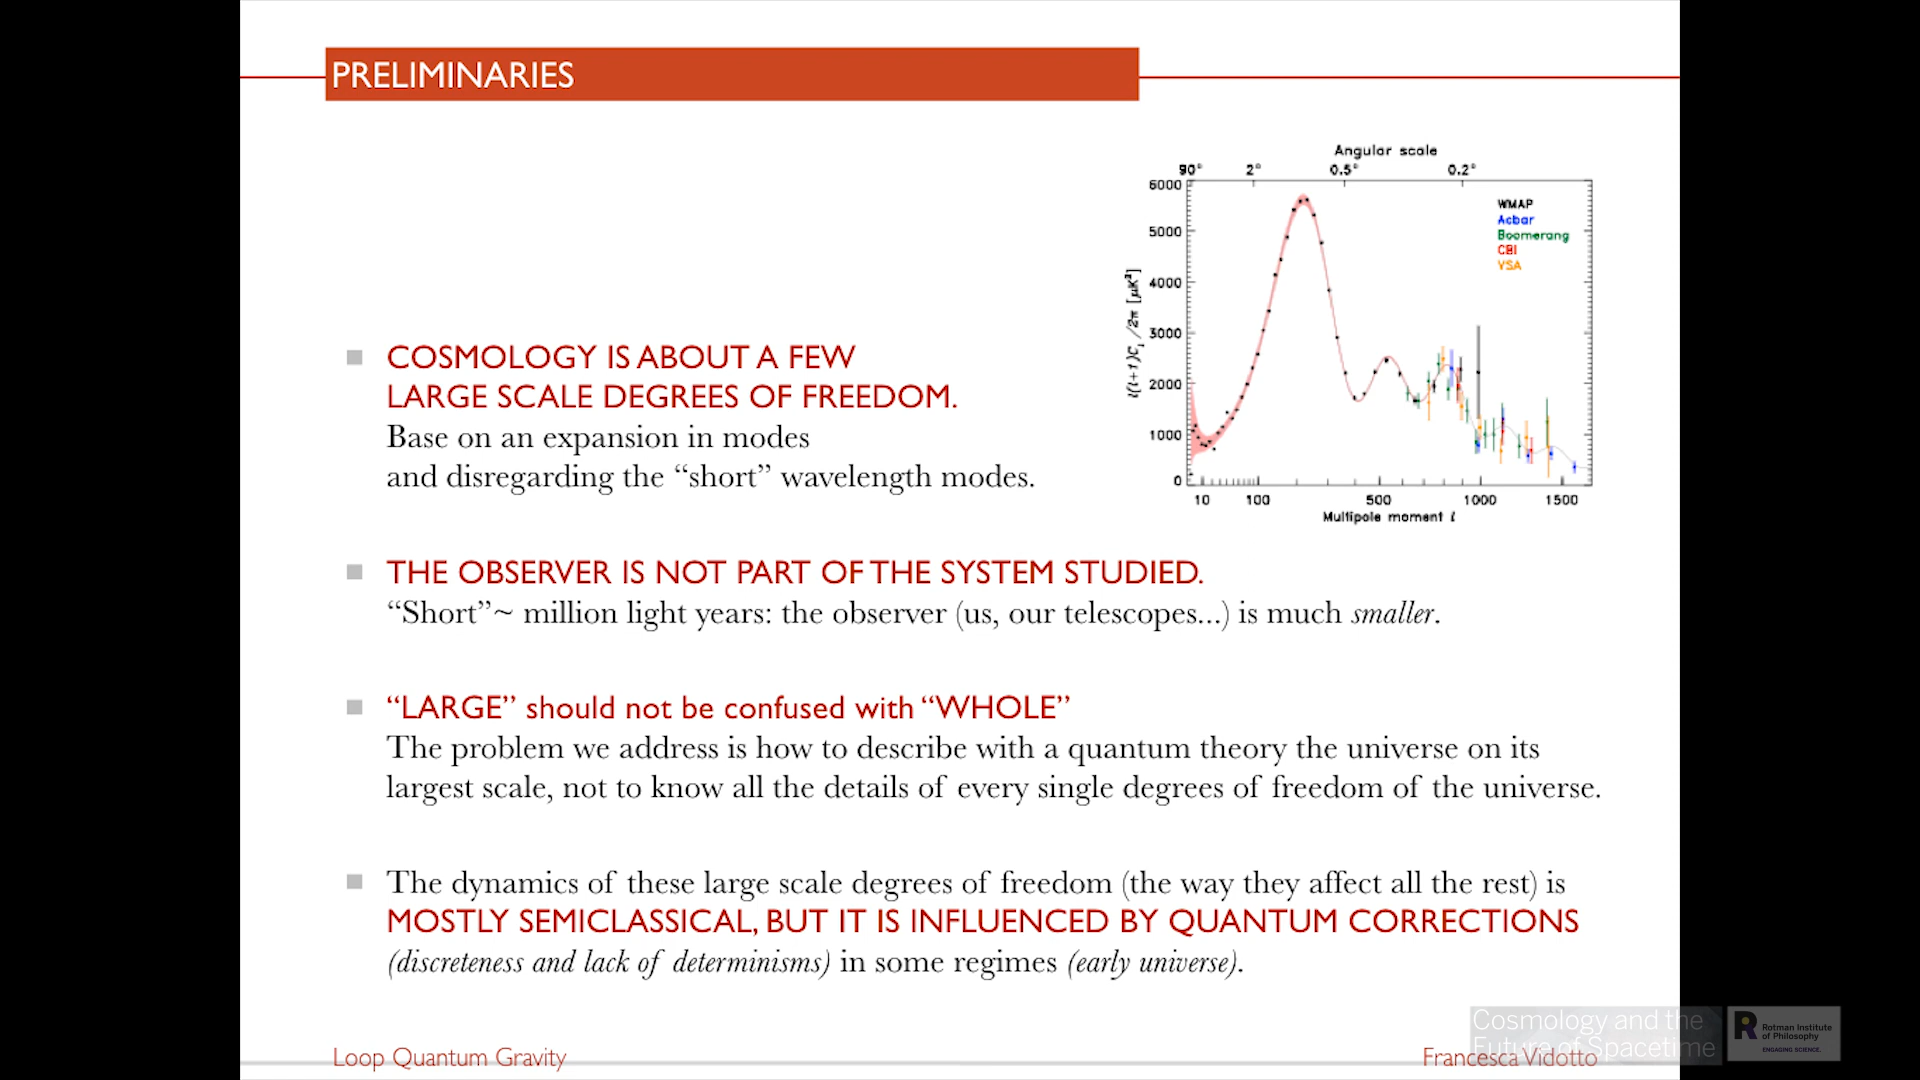 PRELIMINARIES
Angular scale
90° 2° 0.5° 0.2°
6000
5000
4000
3000
2000
1000
0
l(l+1)Cl/2π [μK²]
WMAP
Acbar
Boomerang
CBI
VSA
10 100 500 1000 1500
Multipole moment l
COSMOLOGY IS ABOUT A FEW
LARGE SCALE DEGREES OF FREEDOM.
Base on an expansion in modes
and disregarding the “short” wavelength modes.
THE OBSERVER IS NOT PART OF THE SYSTEM STUDIED.
“Short”~ million light years: the observer (us, our telescopes...) is much smaller.
“LARGE” should not be confused with “WHOLE”
The problem we address is how to describe with a quantum theory the universe on its
largest scale, not to know all the details of every single degrees of freedom of the universe.
The dynamics of these large scale degrees of freedom (the way they affect all the rest) is
MOSTLY SEMICLASSICAL, BUT IT IS INFLUENCED BY QUANTUM CORRECTIONS
(discreteness and lack of determinisms) in some regimes (early universe).
Cosmology and the
Future of Spacetime
R Rotman Institute
of Philosophy
ENGAGING SCIENCE.
Loop Quantum Gravity
Francesca Vidotto